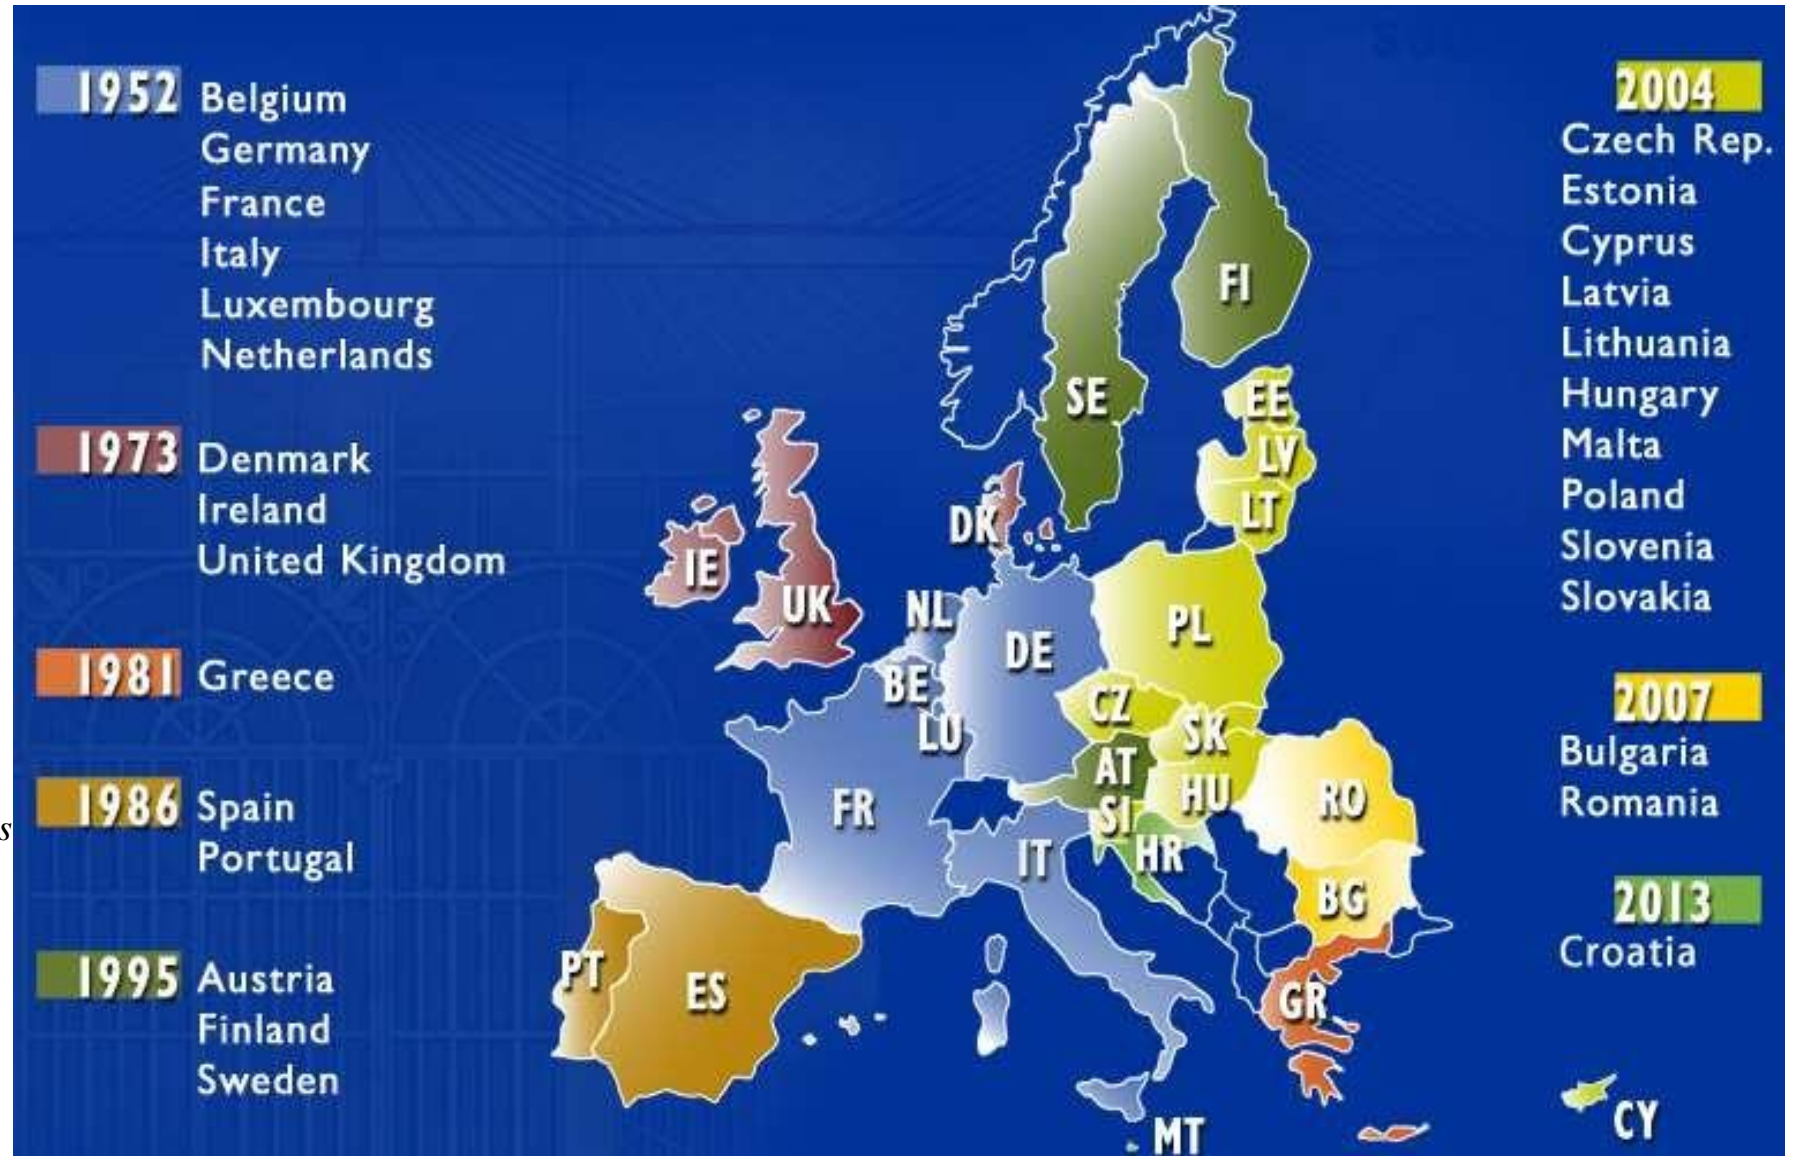 1952 Belgium
Germany
France
Italy
Luxembourg
Netherlands
1973 Denmark
Ireland
United Kingdom
1981 Greece
1986 Spain
Portugal
s
1995 Austria
Finland
Sweden
FI
SE
EE
LV
LT
DK
IE
UK
NL
DE
PL
BE
LU
CZ
SK
AT
HU
FR
SI
RO
IT
HR
BG
PT
ES
GR
CY
MT
2004
Czech Rep.
Estonia
Cyprus
Latvia
Lithuania
Hungary
Malta
Poland
Slovenia
Slovakia
2007
Bulgaria
Romania
2013
Croatia